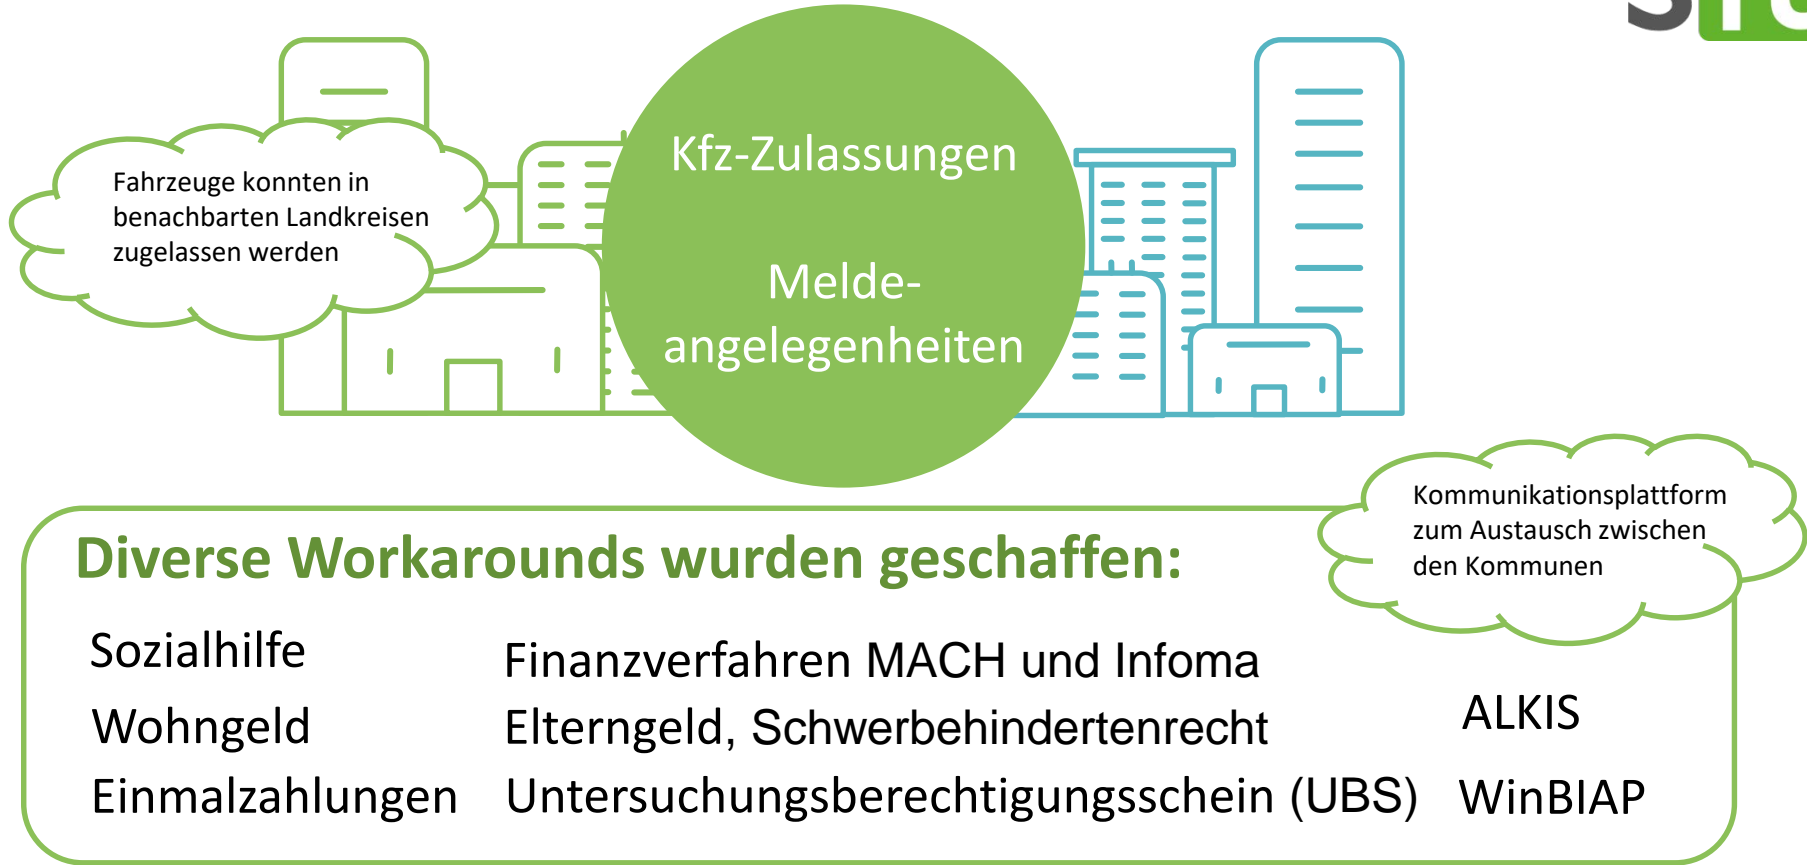 Kfz-Zulassungen
Melde-
angelegenheiten
Fahrzeuge konnten in
benachbarten Landkreisen
zugelassen werden
Kommunikationsplattform
zum Austausch zwischen
den Kommunen
Diverse Workarounds wurden geschaffen:
Sozialhilfe
Wohngeld
Einmalzahlungen
Finanzverfahren MACH und Infoma
Elterngeld, Schwerbehindertenrecht
Untersuchungsberechtigungsschein (UBS)
ALKIS
WinBIAP